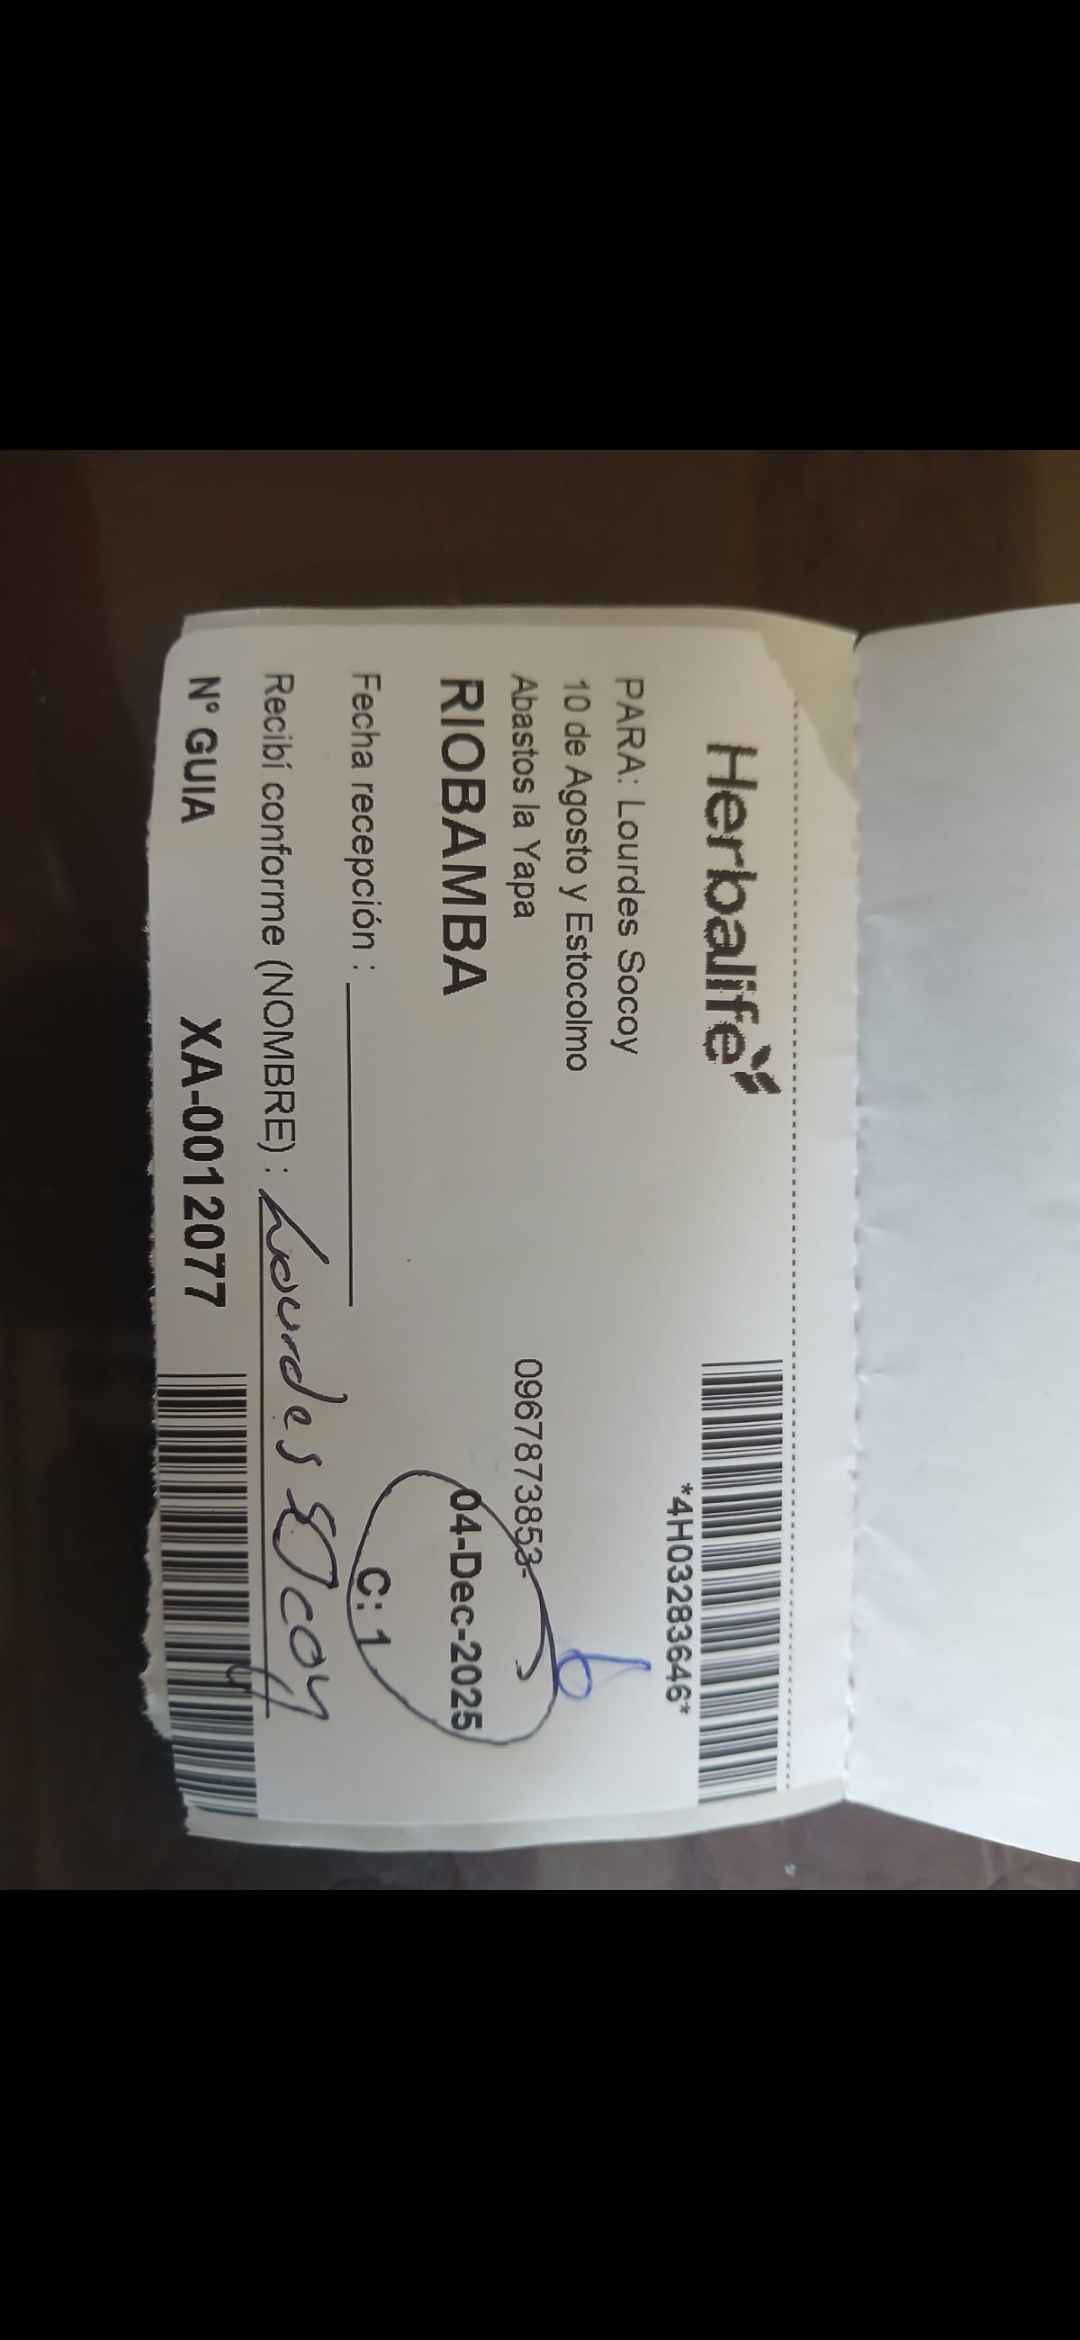 Herbalife
*4H03283646*
PARA: Lourdes Socoy
10 de Agosto y Estocolmo
Abastos la Yapa 0967873853-
RIOBAMBA 04-Dec-2025
Fecha recepción : C: 1
Recibí conforme (NOMBRE) : Lourdes Socoy
N° GUIA XA-0012077